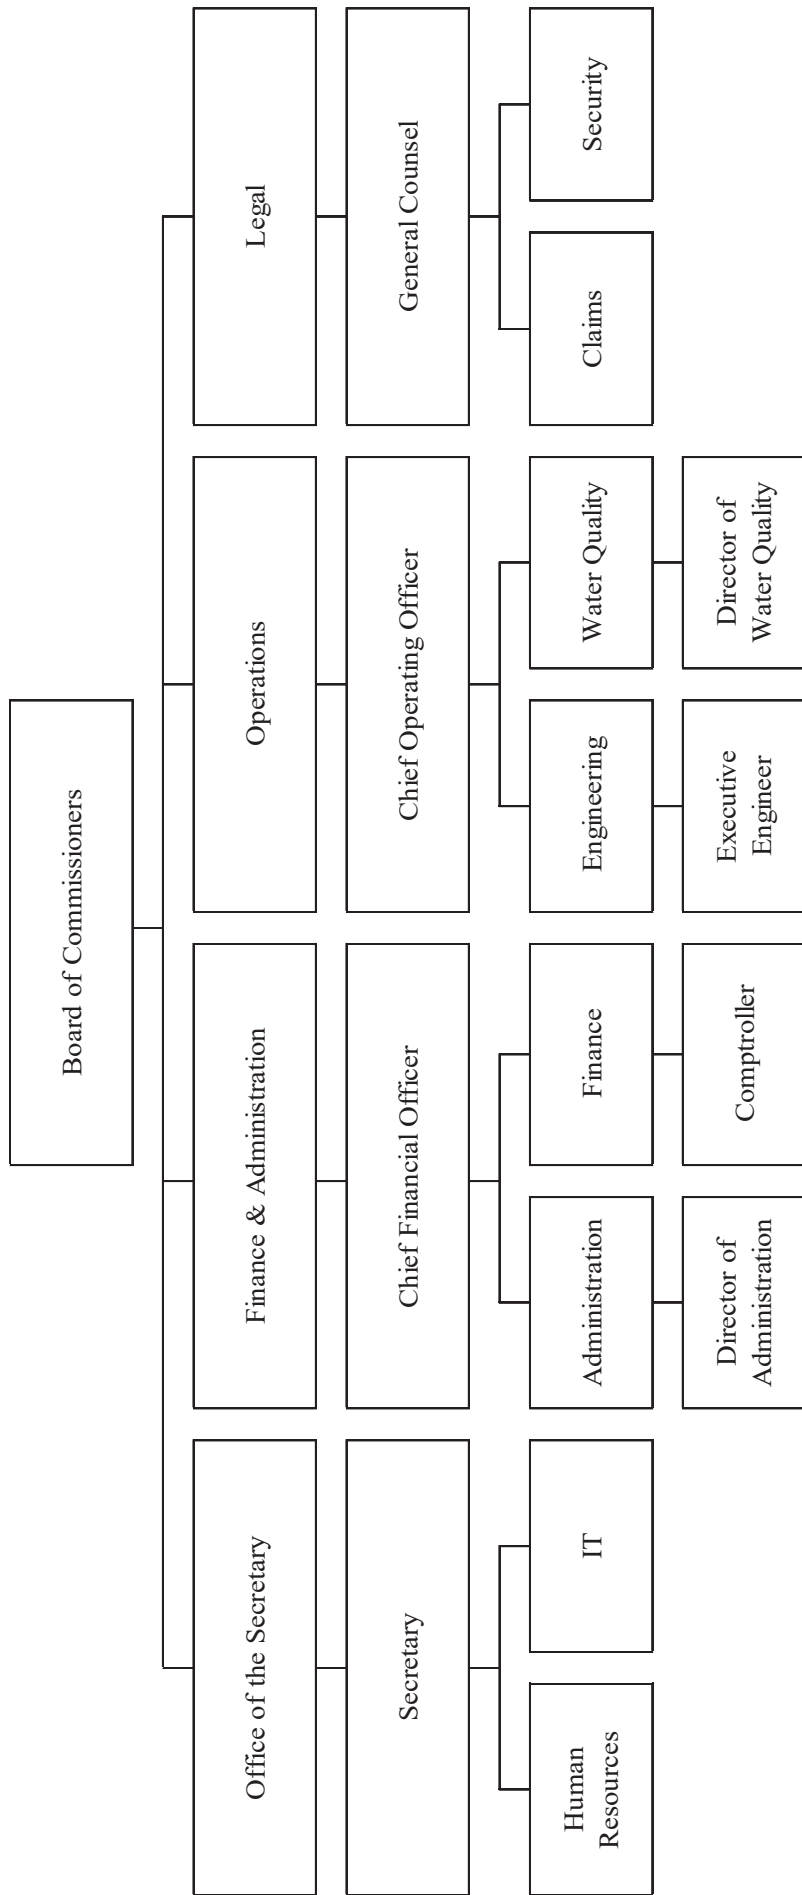 Board of Commissioners
Office of the Secretary
Finance & Administration
Operations
Legal
Secretary
Chief Financial Officer
Chief Operating Officer
General Counsel
Human
Resources
IT
Administration
Finance
Engineering
Water Quality
Claims
Security
Director of
Administration
Comptroller
Executive
Engineer
Director of
Water Quality